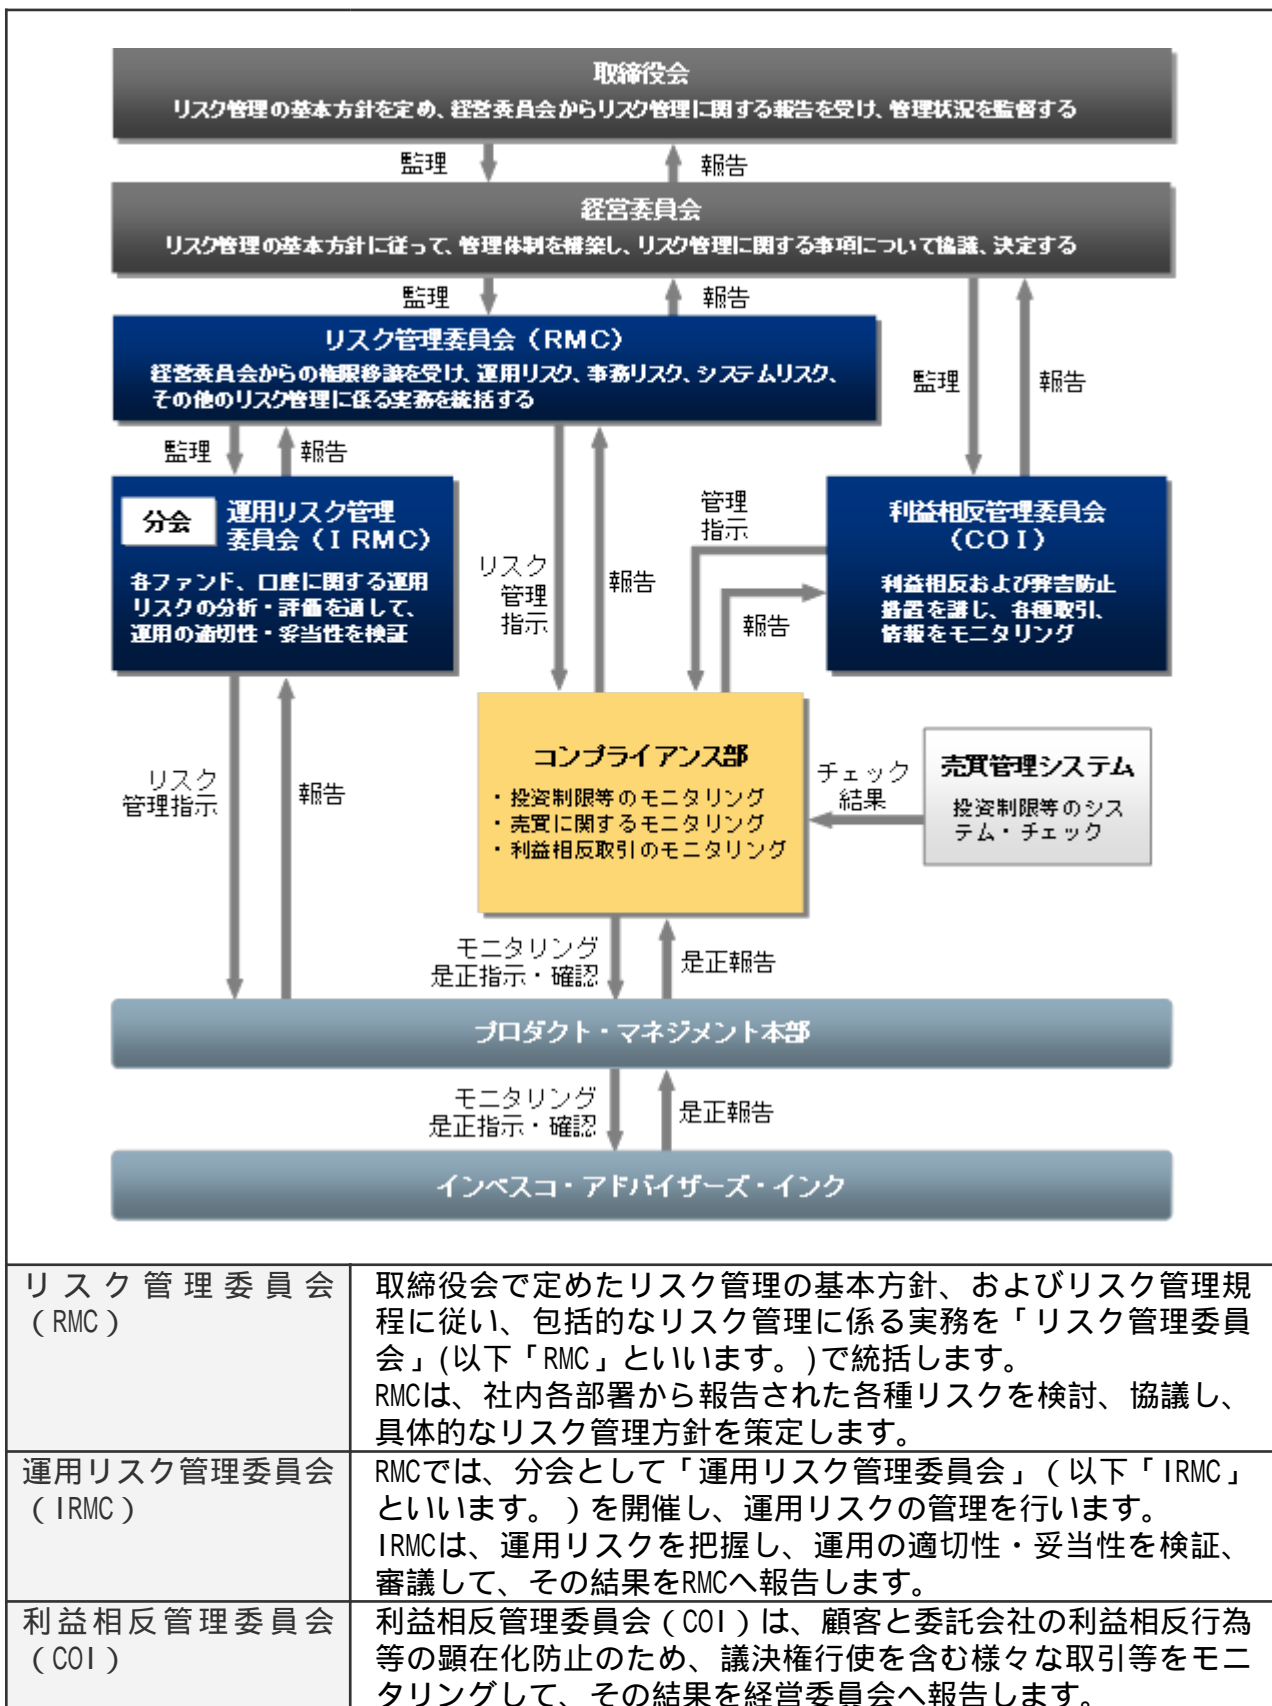 取締役会
リスク管理の基本方針を定め、経営委員会からリスク管理に関する報告を受け、管理状況を監督する
監理
報告
経営委員会
リスク管理の基本方針に従って、管理体制を構築し、リスク管理に関する事項について協議、決定する
監理
報告
リスク管理委員会（RMC）
経営委員会からの権限移譲を受け、運用リスク、事務リスク、システムリスク、
その他のリスク管理に係る実務を統括する
監理
報告
監理
報告
分会
運用リスク管理
委員会（IRMC）
各ファンド、口座に関する運用
リスクの分析・評価を通して、
運用の適切性・妥当性を検証
リスク
管理
指示
報告
管理
指示
報告
利益相反管理委員会
（COI）
利益相反および弊害防止
措置を講じ、各種取引、
情報をモニタリング
リスク
管理指示
報告
コンプライアンス部
・投資制限等のモニタリング
・売買に関するモニタリング
・利益相反取引のモニタリング
チェック
結果
売買管理システム
投資制限等のシス
テム・チェック
モニタリング
是正指示・確認
是正報告
プロダクト・マネジメント本部
モニタリング
是正指示・確認
是正報告
インベスコ・アドバイザーズ・インク
リスク管理委員会
（RMC）
取締役会で定めたリスク管理の基本方針、およびリスク管理規
程に従い、包括的なリスク管理に係る実務を「リスク管理委員
会」(以下「RMC」といいます。)で統括します。
RMCは、社内各部署から報告された各種リスクを検討、協議し、
具体的なリスク管理方針を策定します。
運用リスク管理委員会
（IRMC）
RMCでは、分会として「運用リスク管理委員会」（以下「IRMC」
といいます。）を開催し、運用リスクの管理を行います。
IRMCは、運用リスクを把握し、運用の適切性・妥当性を検証、
審議して、その結果をRMCへ報告します。
利益相反管理委員会
（COI）
利益相反管理委員会（COI）は、顧客と委託会社の利益相反行為
等の顕在化防止のため、議決権行使を含む様々な取引等をモニ
タリングして、その結果を経営委員会へ報告します。